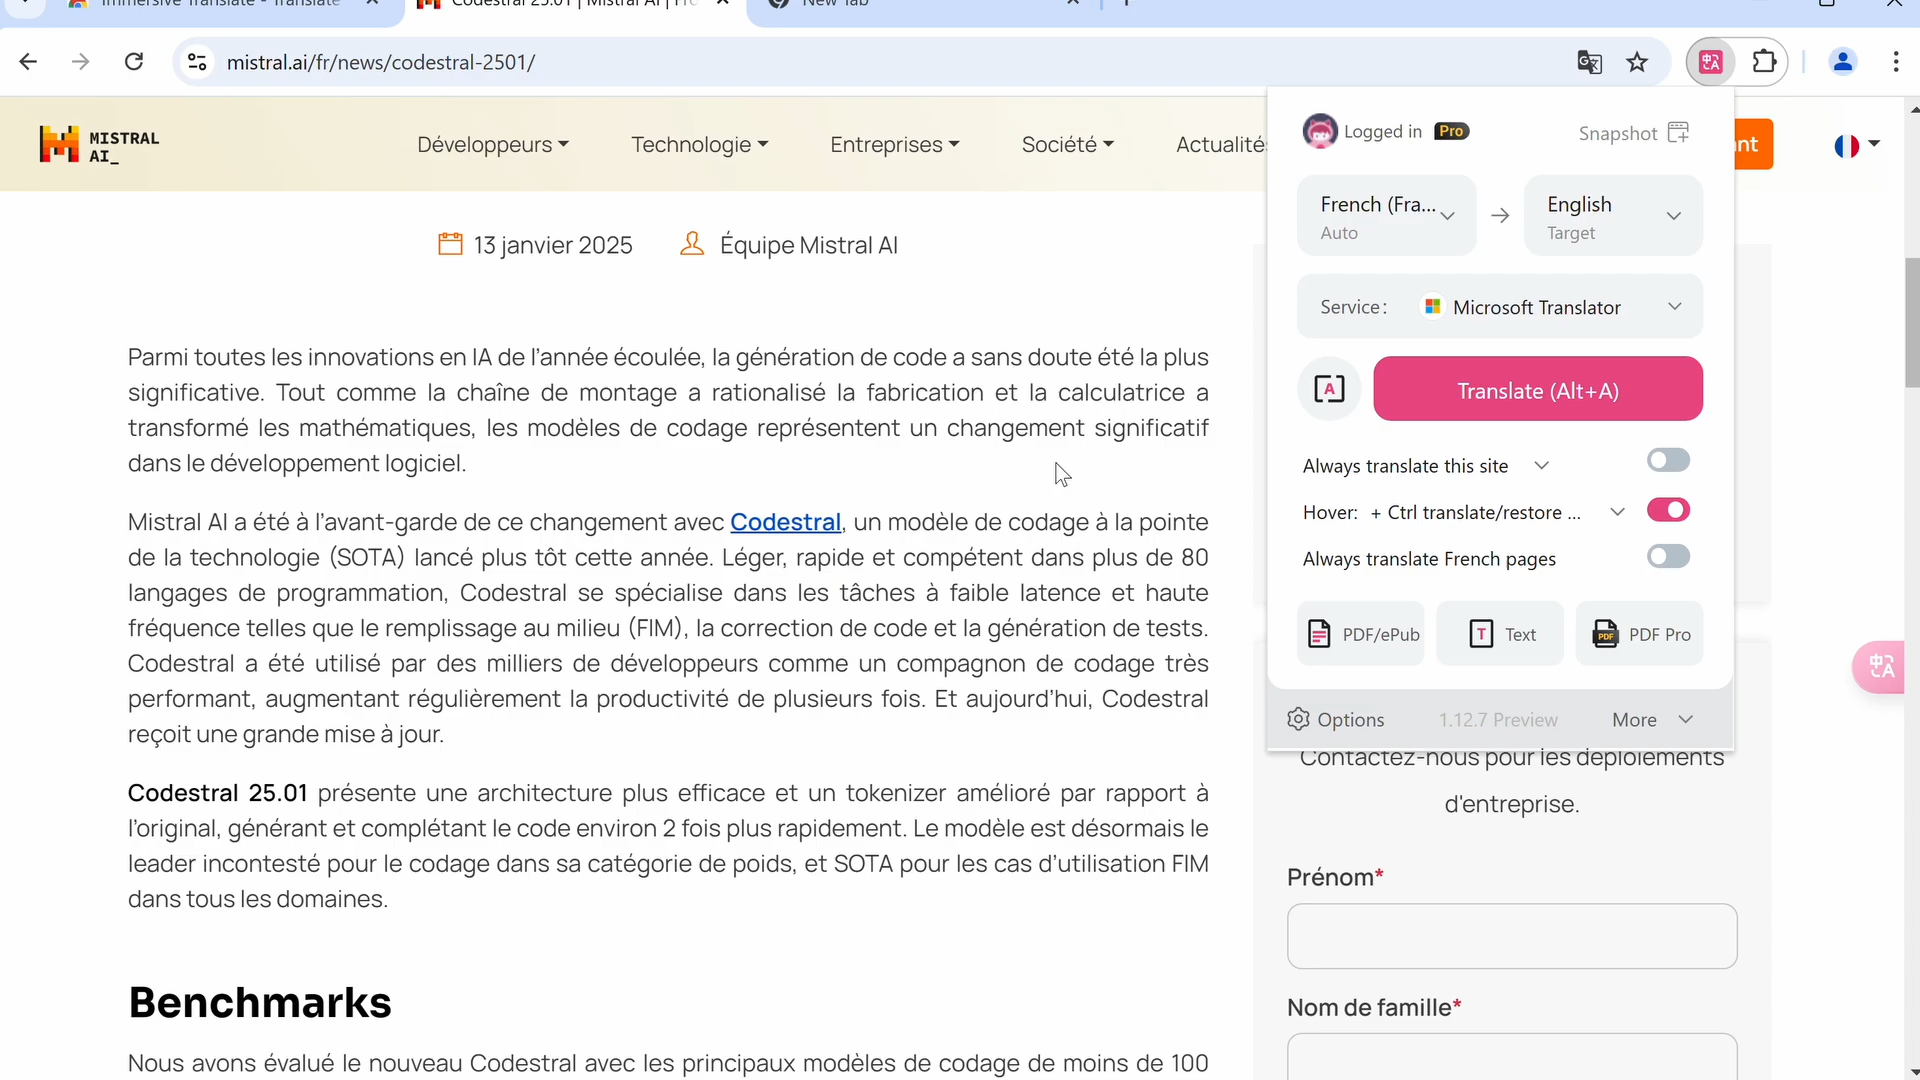 Immersive Translate - Translate
Codestral 25.01 | Mistral AI | Fro
New Tab
mistral.ai/fr/news/codestral-2501/
MISTRAL
AI_
Développeurs
Technologie
Entreprises
Société
Actualité
nt
13 janvier 2025
Équipe Mistral AI
Parmi toutes les innovations en IA de l'année écoulée, la génération de code a sans doute été la plus
significative. Tout comme la chaîne de montage a rationalisé la fabrication et la calculatrice a
transformé les mathématiques, les modèles de codage représentent un changement significatif
dans le développement logiciel.
Mistral AI a été à l'avant-garde de ce changement avec Codestral, un modèle de codage à la pointe
de la technologie (SOTA) lancé plus tôt cette année. Léger, rapide et compétent dans plus de 80
langages de programmation, Codestral se spécialise dans les tâches à faible latence et haute
fréquence telles que le remplissage au milieu (FIM), la correction de code et la génération de tests.
Codestral a été utilisé par des milliers de développeurs comme un compagnon de codage très
performant, augmentant régulièrement la productivité de plusieurs fois. Et aujourd'hui, Codestral
reçoit une grande mise à jour.
Codestral 25.01 présente une architecture plus efficace et un tokenizer amélioré par rapport à
l'original, générant et complétant le code environ 2 fois plus rapidement. Le modèle est désormais le
leader incontesté pour le codage dans sa catégorie de poids, et SOTA pour les cas d'utilisation FIM
dans tous les domaines.
Benchmarks
Nous avons évalué le nouveau Codestral avec les principaux modèles de codage de moins de 100
Logged in Pro
Snapshot
French (Fra...
Auto
English
Target
Service:
Microsoft Translator
A
Translate (Alt+A)
Always translate this site
Hover: + Ctrl translate/restore ...
Always translate French pages
PDF/ePub
T Text
PDF PDF Pro
Options
1.12.7 Preview
More
Contactez-nous pour les déploiements
d'entreprise.
Prénom*
Nom de famille*